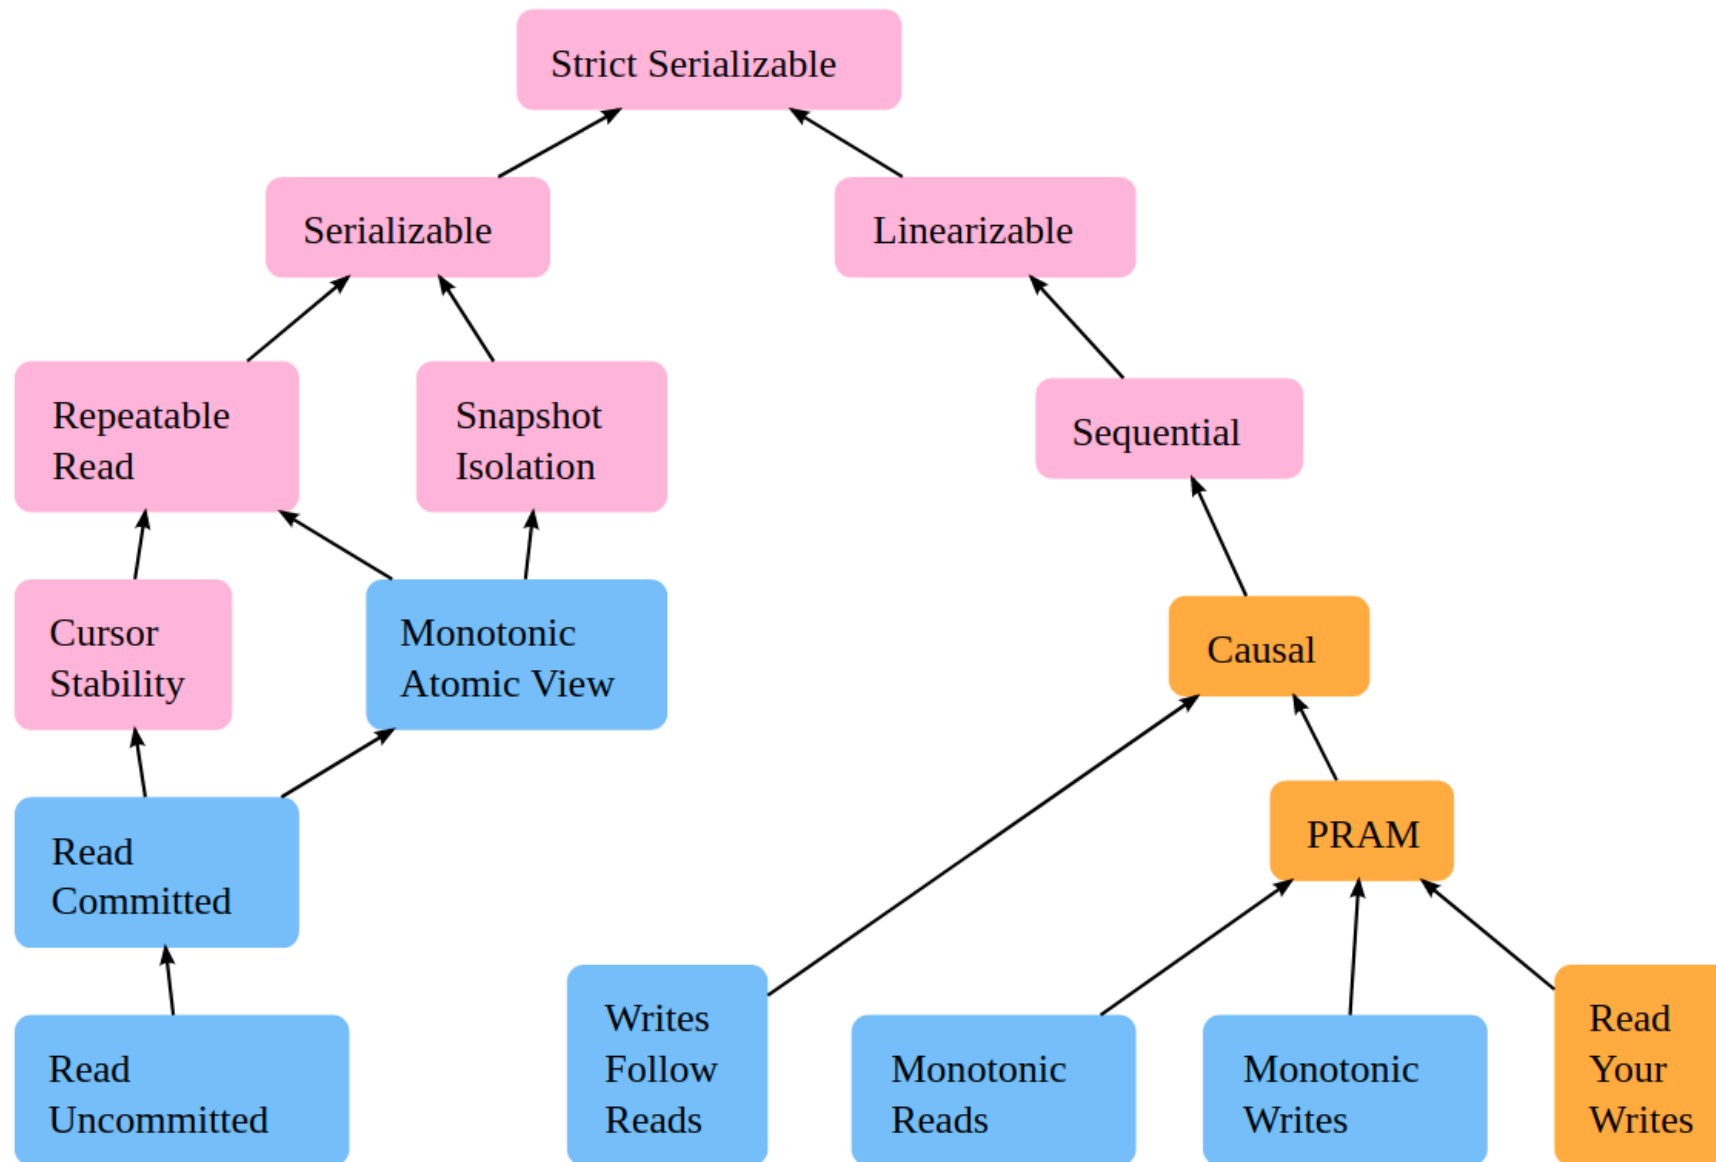 Strict Serializable
Serializable
Linearizable
Repeatable
Read
Snapshot
Isolation
Sequential
Cursor
Stability
Monotonic
Atomic View
Causal
Read
Committed
PRAM
Read
Uncommitted
Writes
Follow
Reads
Monotonic
Reads
Monotonic
Writes
Read
Your
Writes